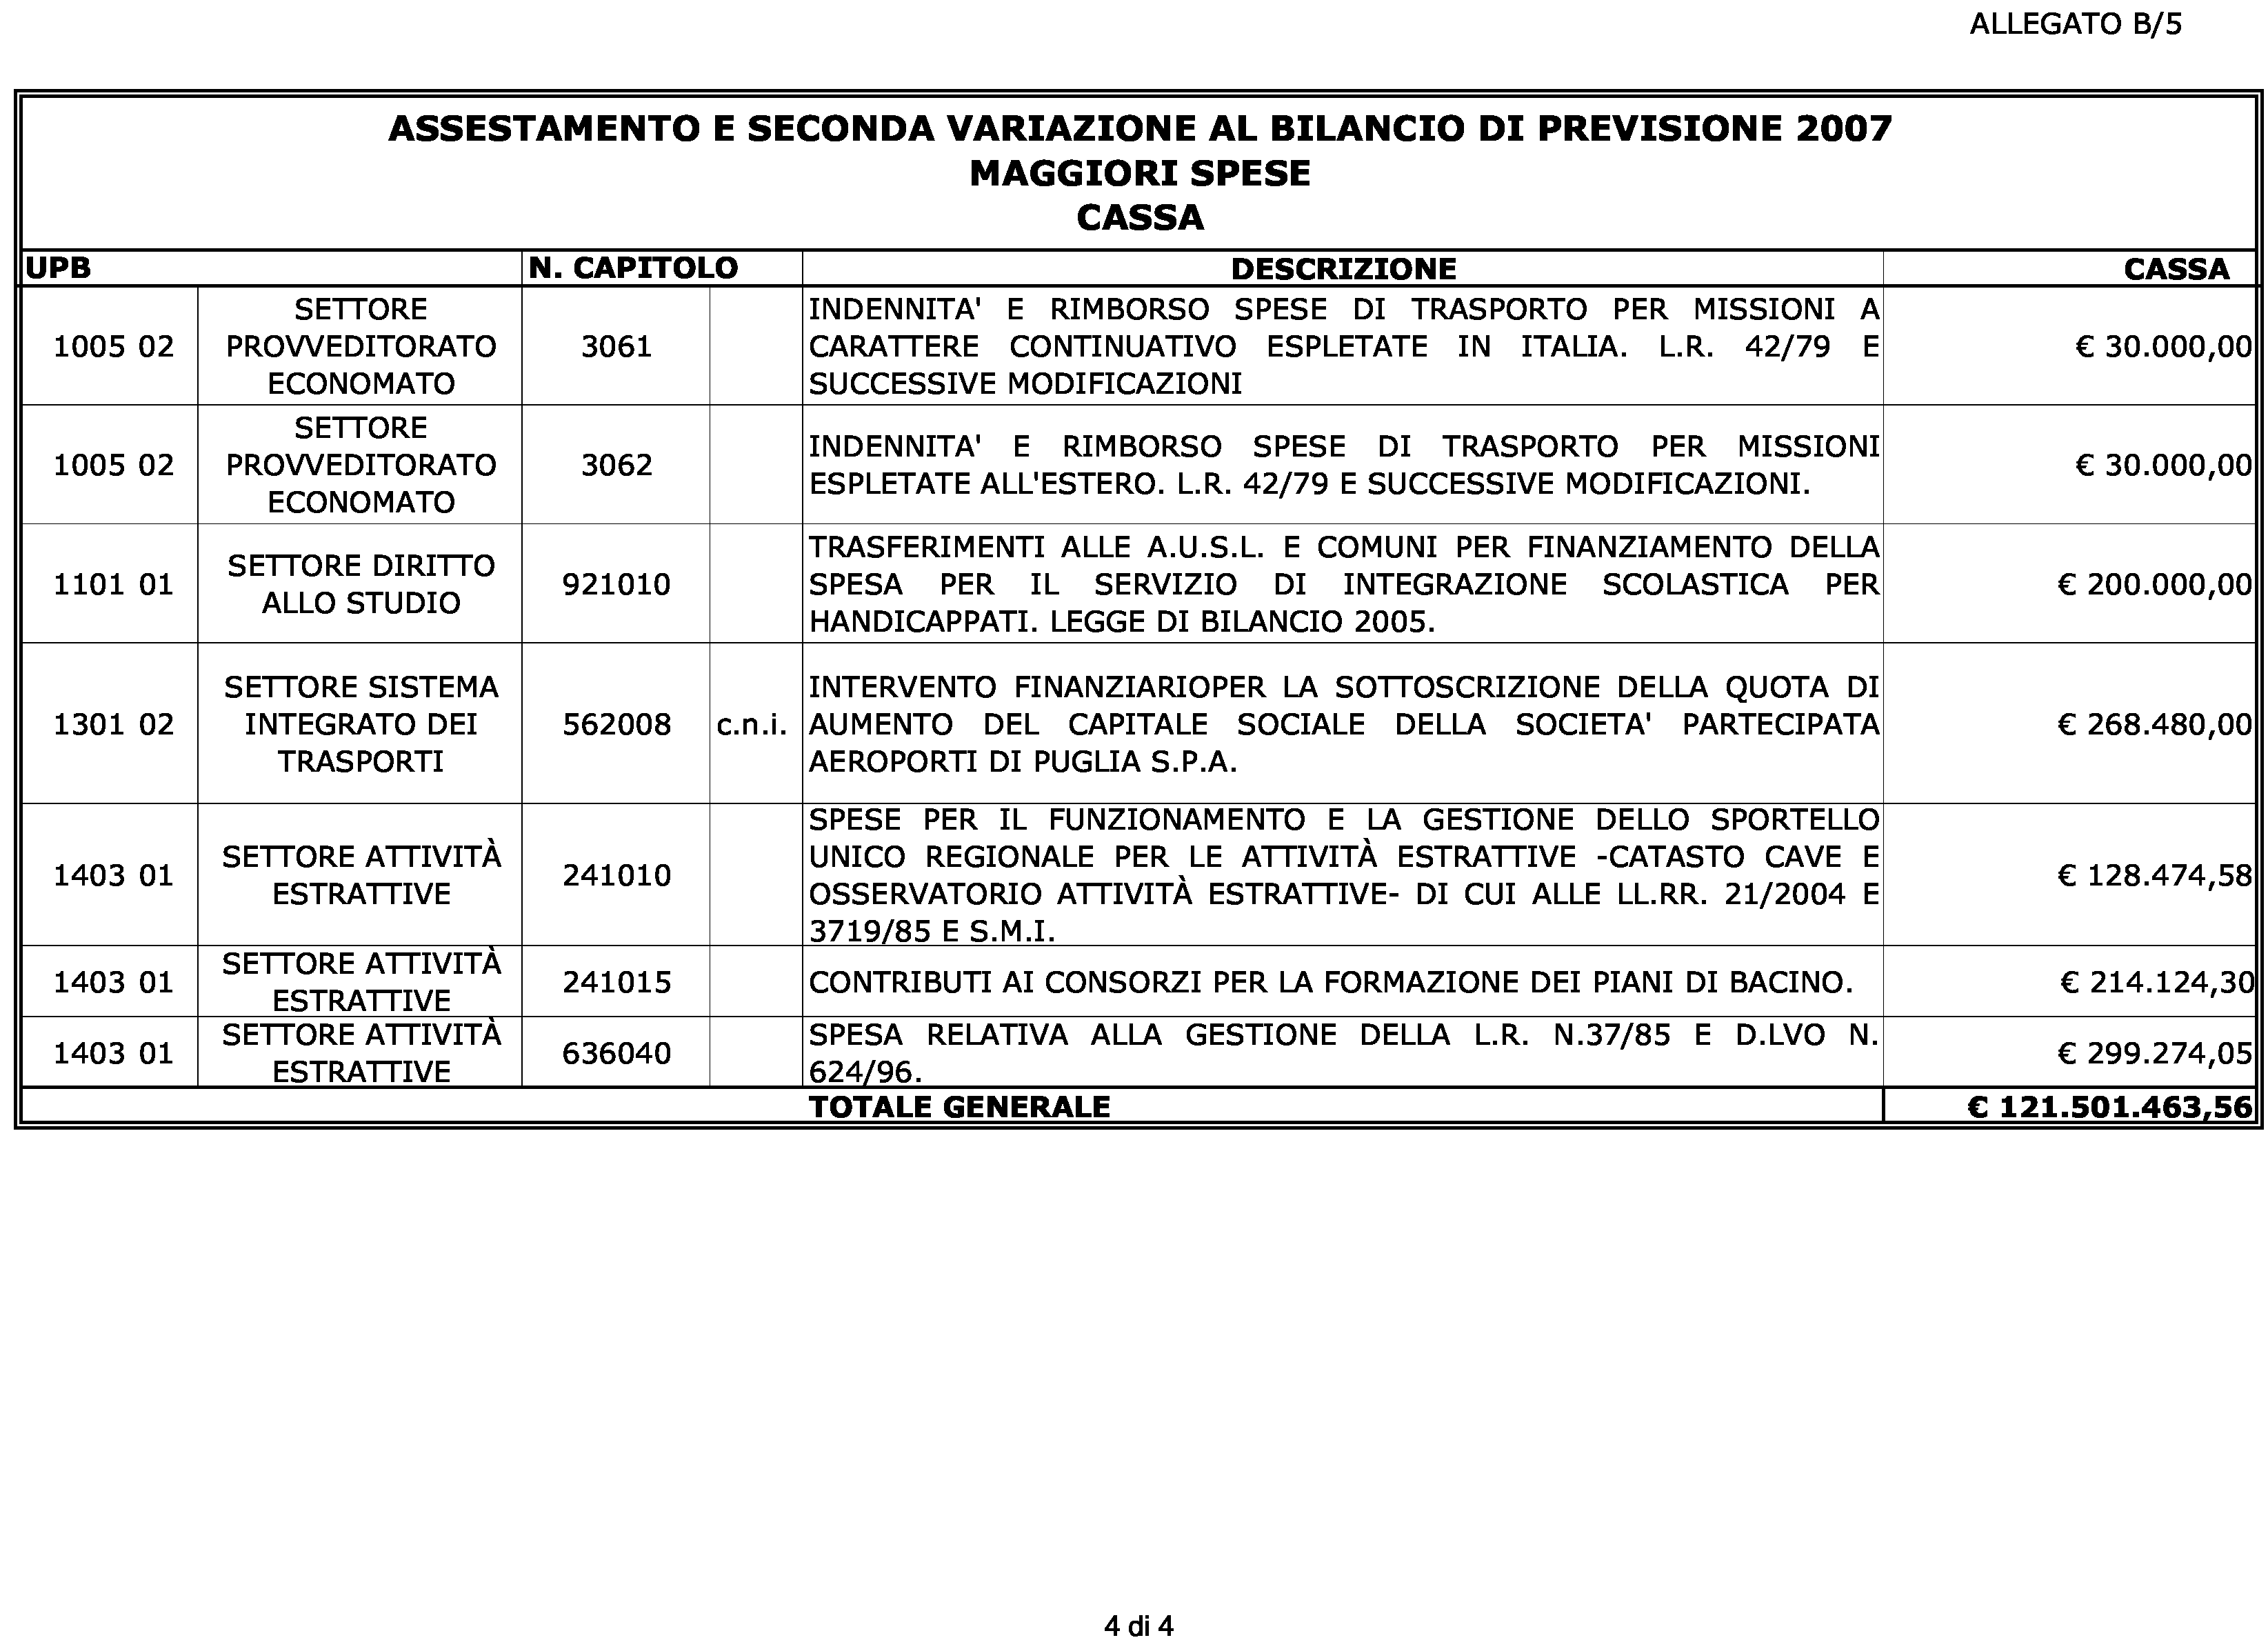 ALLEGATO B/5
ASSESTAMENTO E SECONDA VARIAZIONE AL BILANCIO DI PREVISIONE 2007
MAGGIORI SPESE
CASSA
UPB N. CAPITOLO DESCRIZIONE CASSA
1005 02
SETTORE
PROVVEDITORATO
ECONOMATO
3061
INDENNITA' E RIMBORSO SPESE DI TRASPORTO PER MISSIONI A
CARATTERE CONTINUATIVO ESPLETATE IN ITALIA. L.R. 42/79 E
SUCCESSIVE MODIFICAZIONI
€ 30.000,00
1005 02
SETTORE
PROVVEDITORATO
ECONOMATO
3062
INDENNITA' E RIMBORSO SPESE DI TRASPORTO PER MISSIONI
ESPLETATE ALL'ESTERO. L.R. 42/79 E SUCCESSIVE MODIFICAZIONI.
€ 30.000,00
1101 01
SETTORE DIRITTO
ALLO STUDIO
921010
TRASFERIMENTI ALLE A.U.S.L. E COMUNI PER FINANZIAMENTO DELLA
SPESA PER IL SERVIZIO DI INTEGRAZIONE SCOLASTICA PER
HANDICAPPATI. LEGGE DI BILANCIO 2005.
€ 200.000,00
1301 02
SETTORE SISTEMA
INTEGRATO DEI
TRASPORTI
562008
c.n.i.
INTERVENTO FINANZIARIOPER LA SOTTOSCRIZIONE DELLA QUOTA DI
AUMENTO DEL CAPITALE SOCIALE DELLA SOCIETA' PARTECIPATA
AEROPORTI DI PUGLIA S.P.A.
€ 268.480,00
1403 01
SETTORE ATTIVITÀ
ESTRATTIVE
241010
SPESE PER IL FUNZIONAMENTO E LA GESTIONE DELLO SPORTELLO
UNICO REGIONALE PER LE ATTIVITÀ ESTRATTIVE -CATASTO CAVE E
OSSERVATORIO ATTIVITÀ ESTRATTIVE- DI CUI ALLE LL.RR. 21/2004 E
3719/85 E S.M.I.
€ 128.474,58
1403 01
SETTORE ATTIVITÀ
ESTRATTIVE
241015
CONTRIBUTI AI CONSORZI PER LA FORMAZIONE DEI PIANI DI BACINO.
€ 214.124,30
1403 01
SETTORE ATTIVITÀ
ESTRATTIVE
636040
SPESA RELATIVA ALLA GESTIONE DELLA L.R. N.37/85 E D.LVO N.
624/96.
€ 299.274,05
TOTALE GENERALE € 121.501.463,56
4 di 4